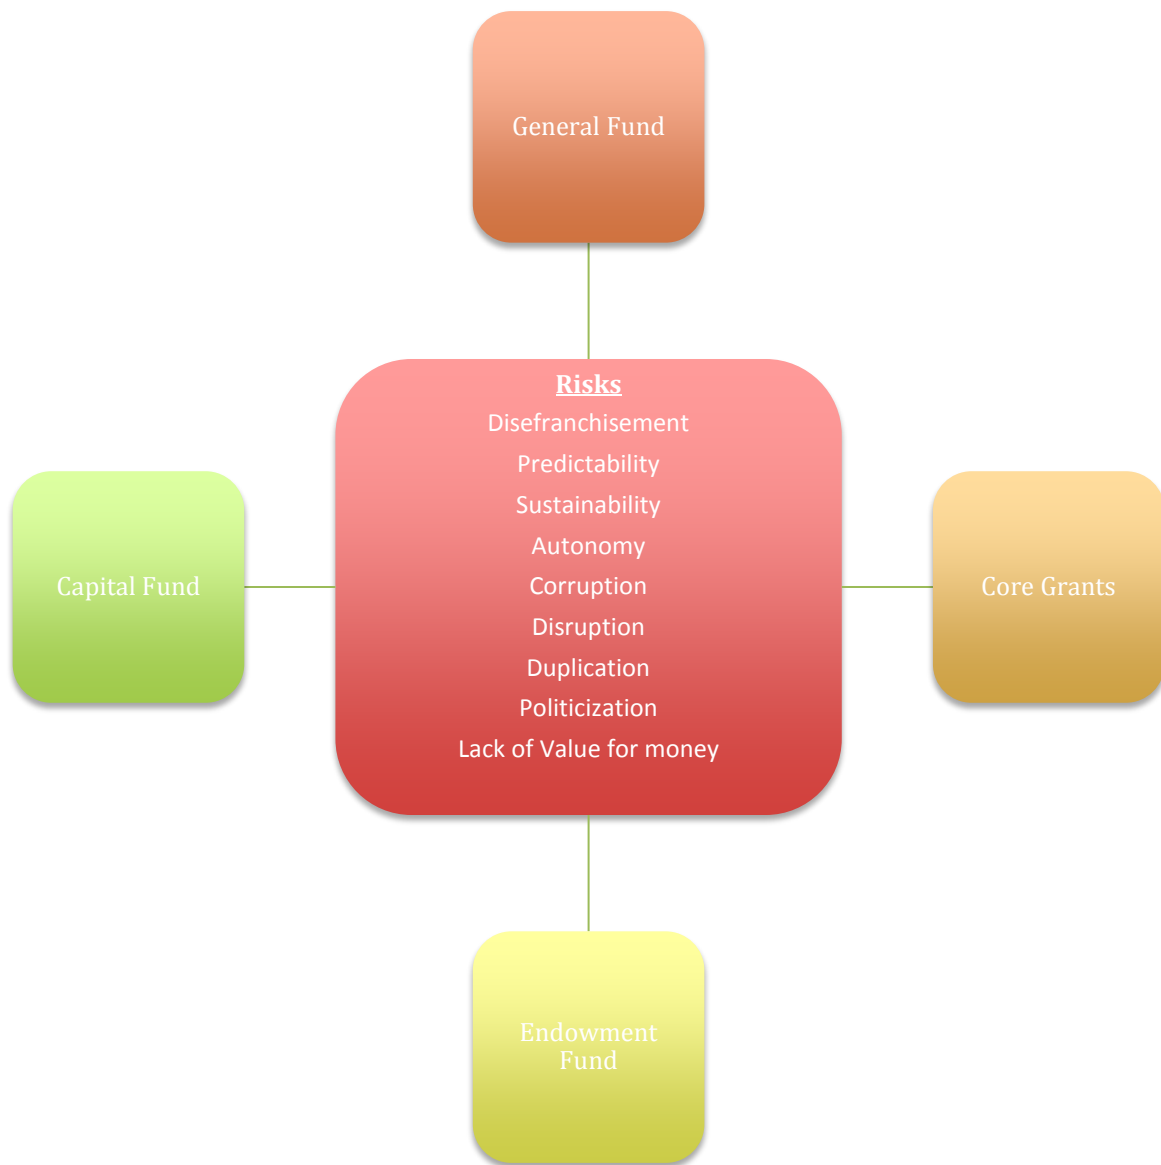 General Fund
Risks
Disefranchisement
Predictability
Sustainability
Autonomy
Corruption
Disruption
Duplication
Politicization
Lack of Value for money
Capital Fund
Core Grants
Endowment
Fund